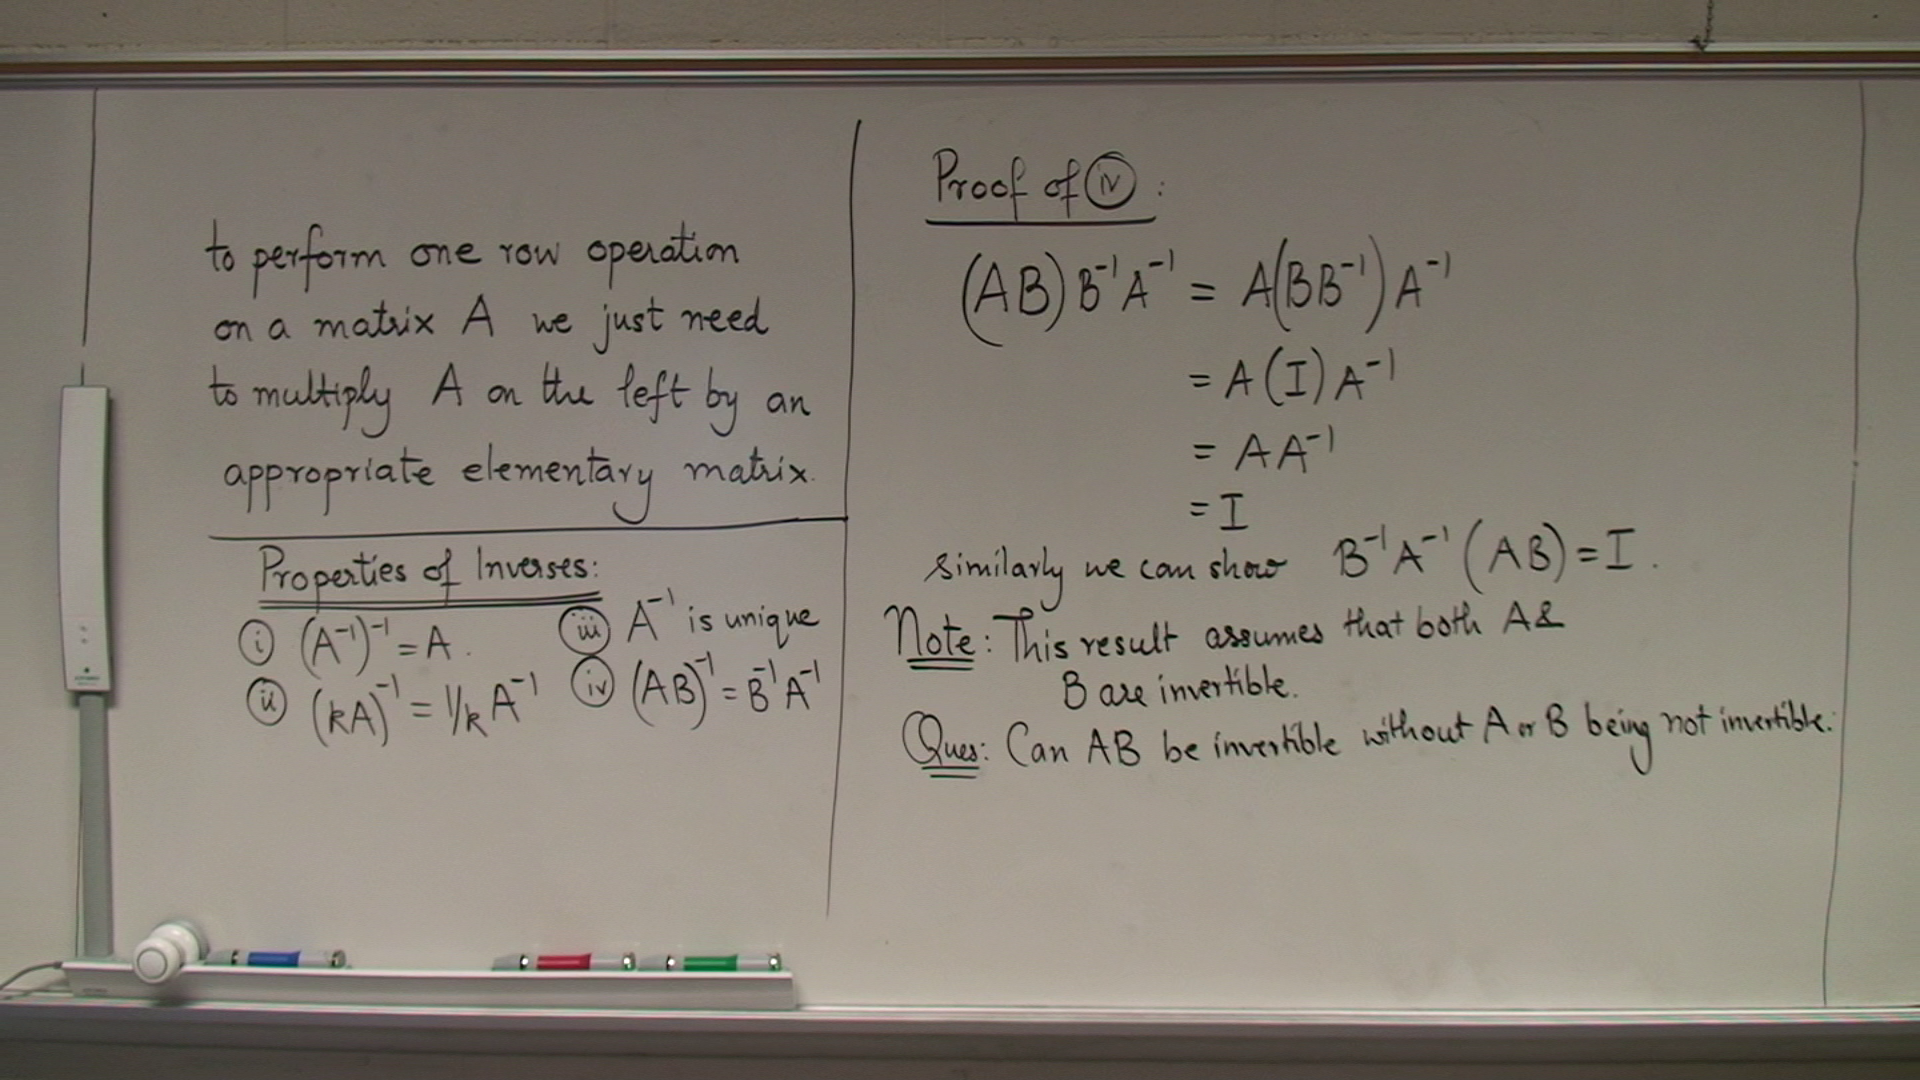 to perform one row operation
on a matrix A we just need
to multiply A on the left by an
appropriate elementary matrix.
Properties of Inverses:
(i) (A⁻¹)⁻¹ = A.
(ii) (kA)⁻¹ = 1/k A⁻¹
(iii) A⁻¹ is unique
(iv) (AB)⁻¹ = B⁻¹A⁻¹
Proof of (iv):
(AB)B⁻¹A⁻¹ = A(BB⁻¹)A⁻¹
= A(I)A⁻¹
= AA⁻¹
= I
Similarly we can show B⁻¹A⁻¹(AB) = I.
Note: This result assumes that both A &
B are invertible.
Ques: Can AB be invertible without A or B being not invertible.